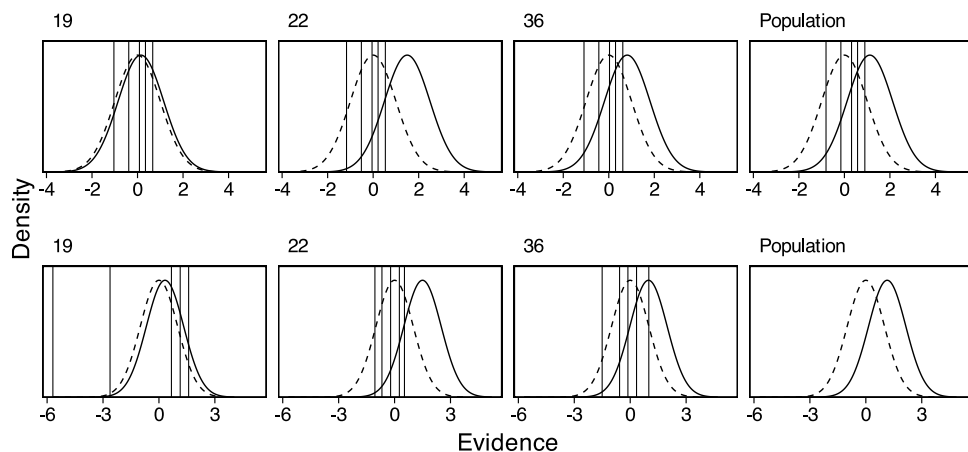 19 22 36 Population
-4 -2 0 2 4 -4 -2 0 2 4 -4 -2 0 2 4 -4 -2 0 2 4
Density
19 22 36 Population
-6 -3 0 3 -6 -3 0 3 -6 -3 0 3 -6 -3 0 3
Evidence